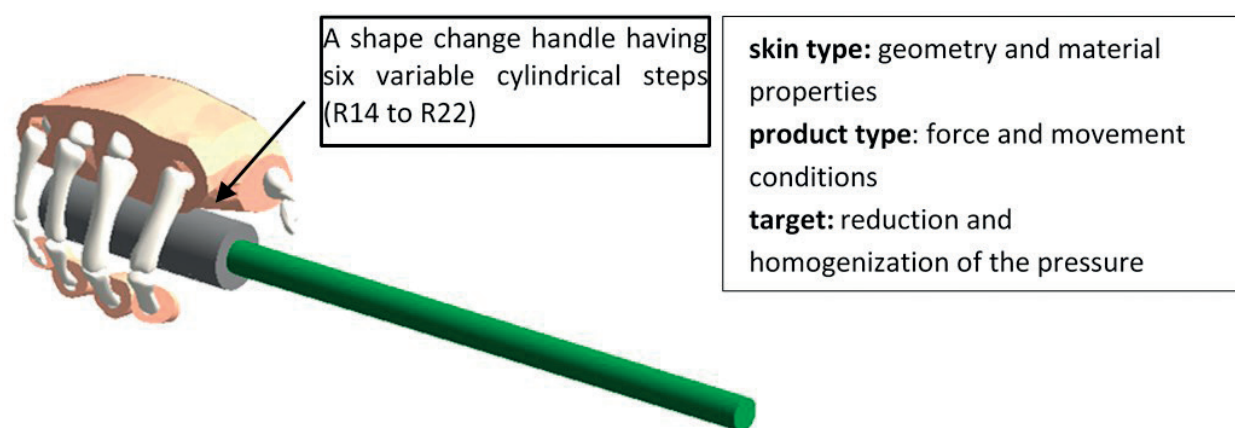 A shape change handle having
six variable cylindrical steps
(R14 to R22)
skin type: geometry and material
properties
product type: force and movement
conditions
target: reduction and
homogenization of the pressure